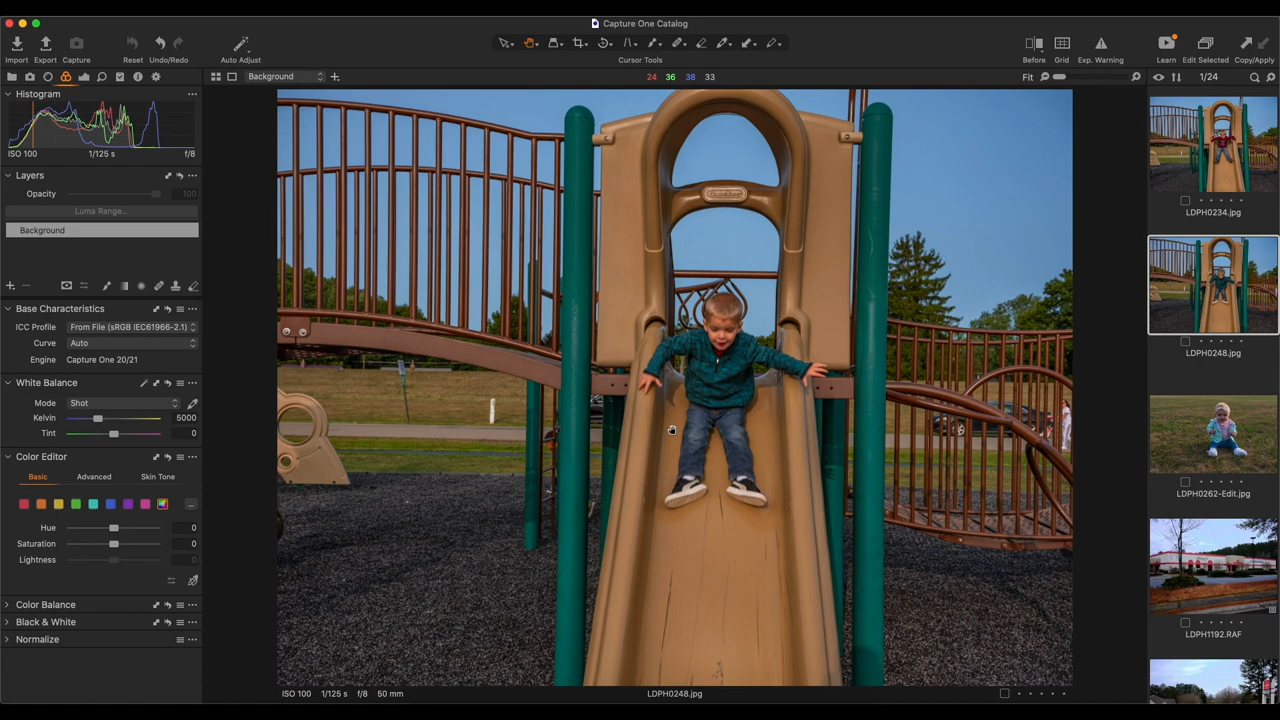 Capture One Catalog
Import Export Capture Reset Undo/Redo Auto Adjust Cursor Tools Before Grid Exp. Warning Learn Edit Selected Copy/Apply
Background 24 36 38 33 Fit 1/24
Histogram
ISO 100 1/125 s f/8
Layers
Opacity 100
Luma Range...
Background
Base Characteristics
ICC Profile From File (sRGB IEC61966-2.1)
Curve Auto
Engine Capture One 20/21
White Balance
Mode Shot
Kelvin 5000
Tint 0
Color Editor
Basic Advanced Skin Tone
Hue 0
Saturation 0
Lightness 0
Color Balance
Black & White
Normalize
ISO 100 1/125 s f/8 50 mm LDPH0248.jpg
LDPH0234.jpg
LDPH0248.jpg
LDPH0262-Edit.jpg
LDPH1192.RAF